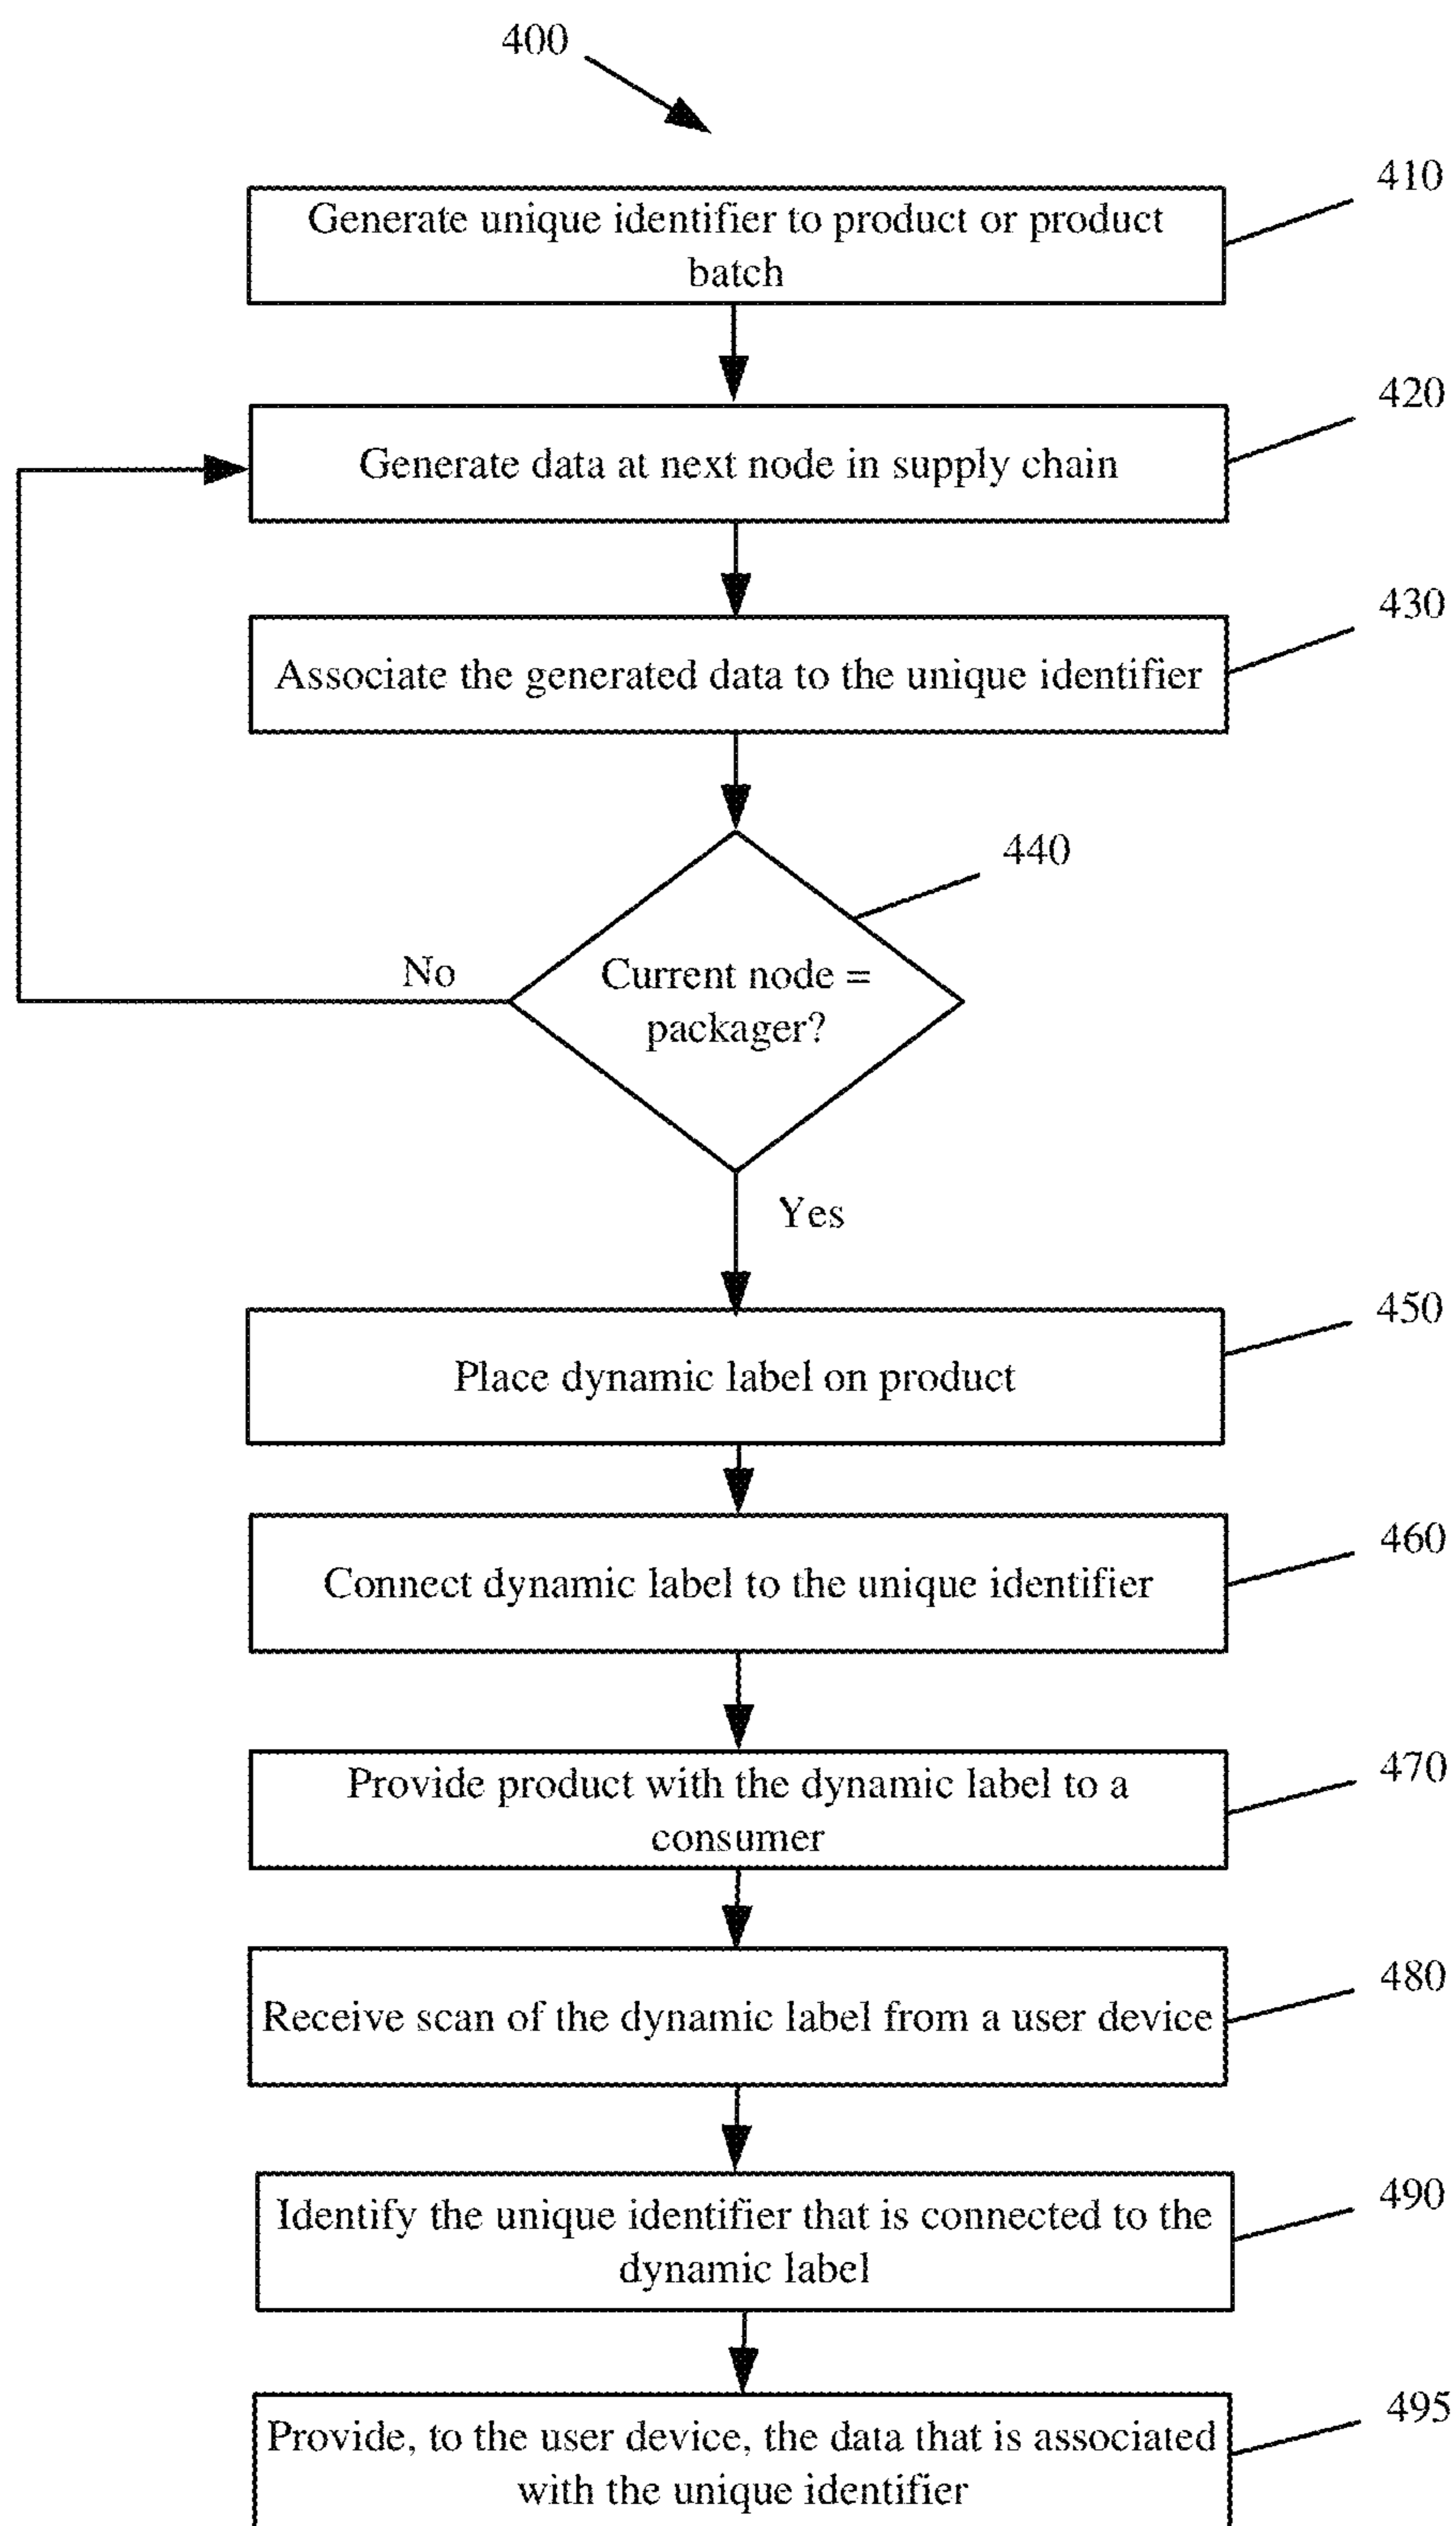 400
410
Generate unique identifier to product or product
batch
420
Generate data at next node in supply chain
430
Associate the generated data to the unique identifier
440
No
Current node =
packager?
Yes
450
Place dynamic label on product
460
Connect dynamic label to the unique identifier
470
Provide product with the dynamic label to a
consumer
480
Receive scan of the dynamic label from a user device
490
Identify the unique identifier that is connected to the
dynamic label
495
Provide, to the user device, the data that is associated
with the unique identifier